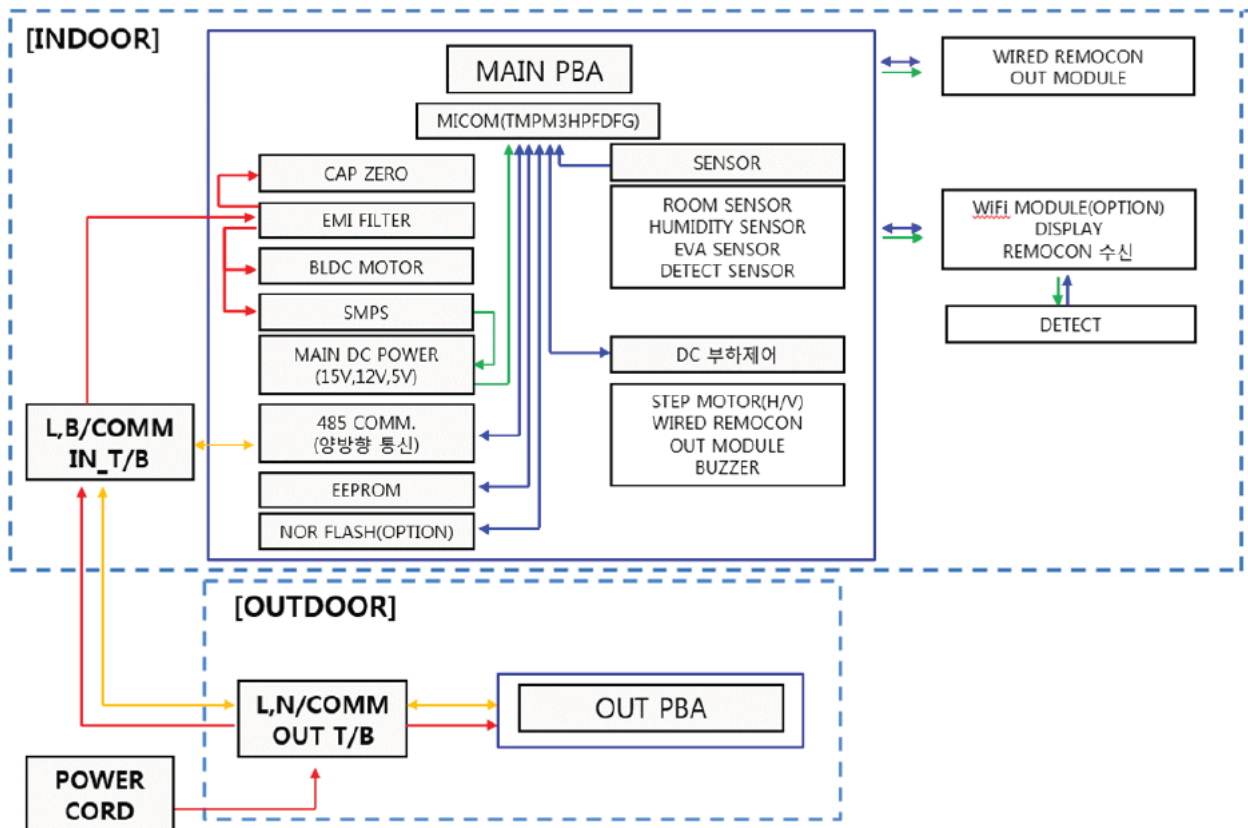 [INDOOR]
MAIN PBA
MICOM(TMPM3HPFDFG)
CAP ZERO
EMI FILTER
BLDC MOTOR
SMPS
MAIN DC POWER
(15V,12V,5V)
485 COMM.
(양방향 통신)
EEPROM
NOR FLASH(OPTION)
SENSOR
ROOM SENSOR
HUMIDITY SENSOR
EVA SENSOR
DETECT SENSOR
DC 부하제어
STEP MOTOR(H/V)
WIRED REMOCON
OUT MODULE
BUZZER
WIRED REMOCON
OUT MODULE
WiFi MODULE(OPTION)
DISPLAY
REMOCON 수신
DETECT
L,B/COMM
IN_T/B
[OUTDOOR]
L,N/COMM
OUT T/B
OUT PBA
POWER
CORD